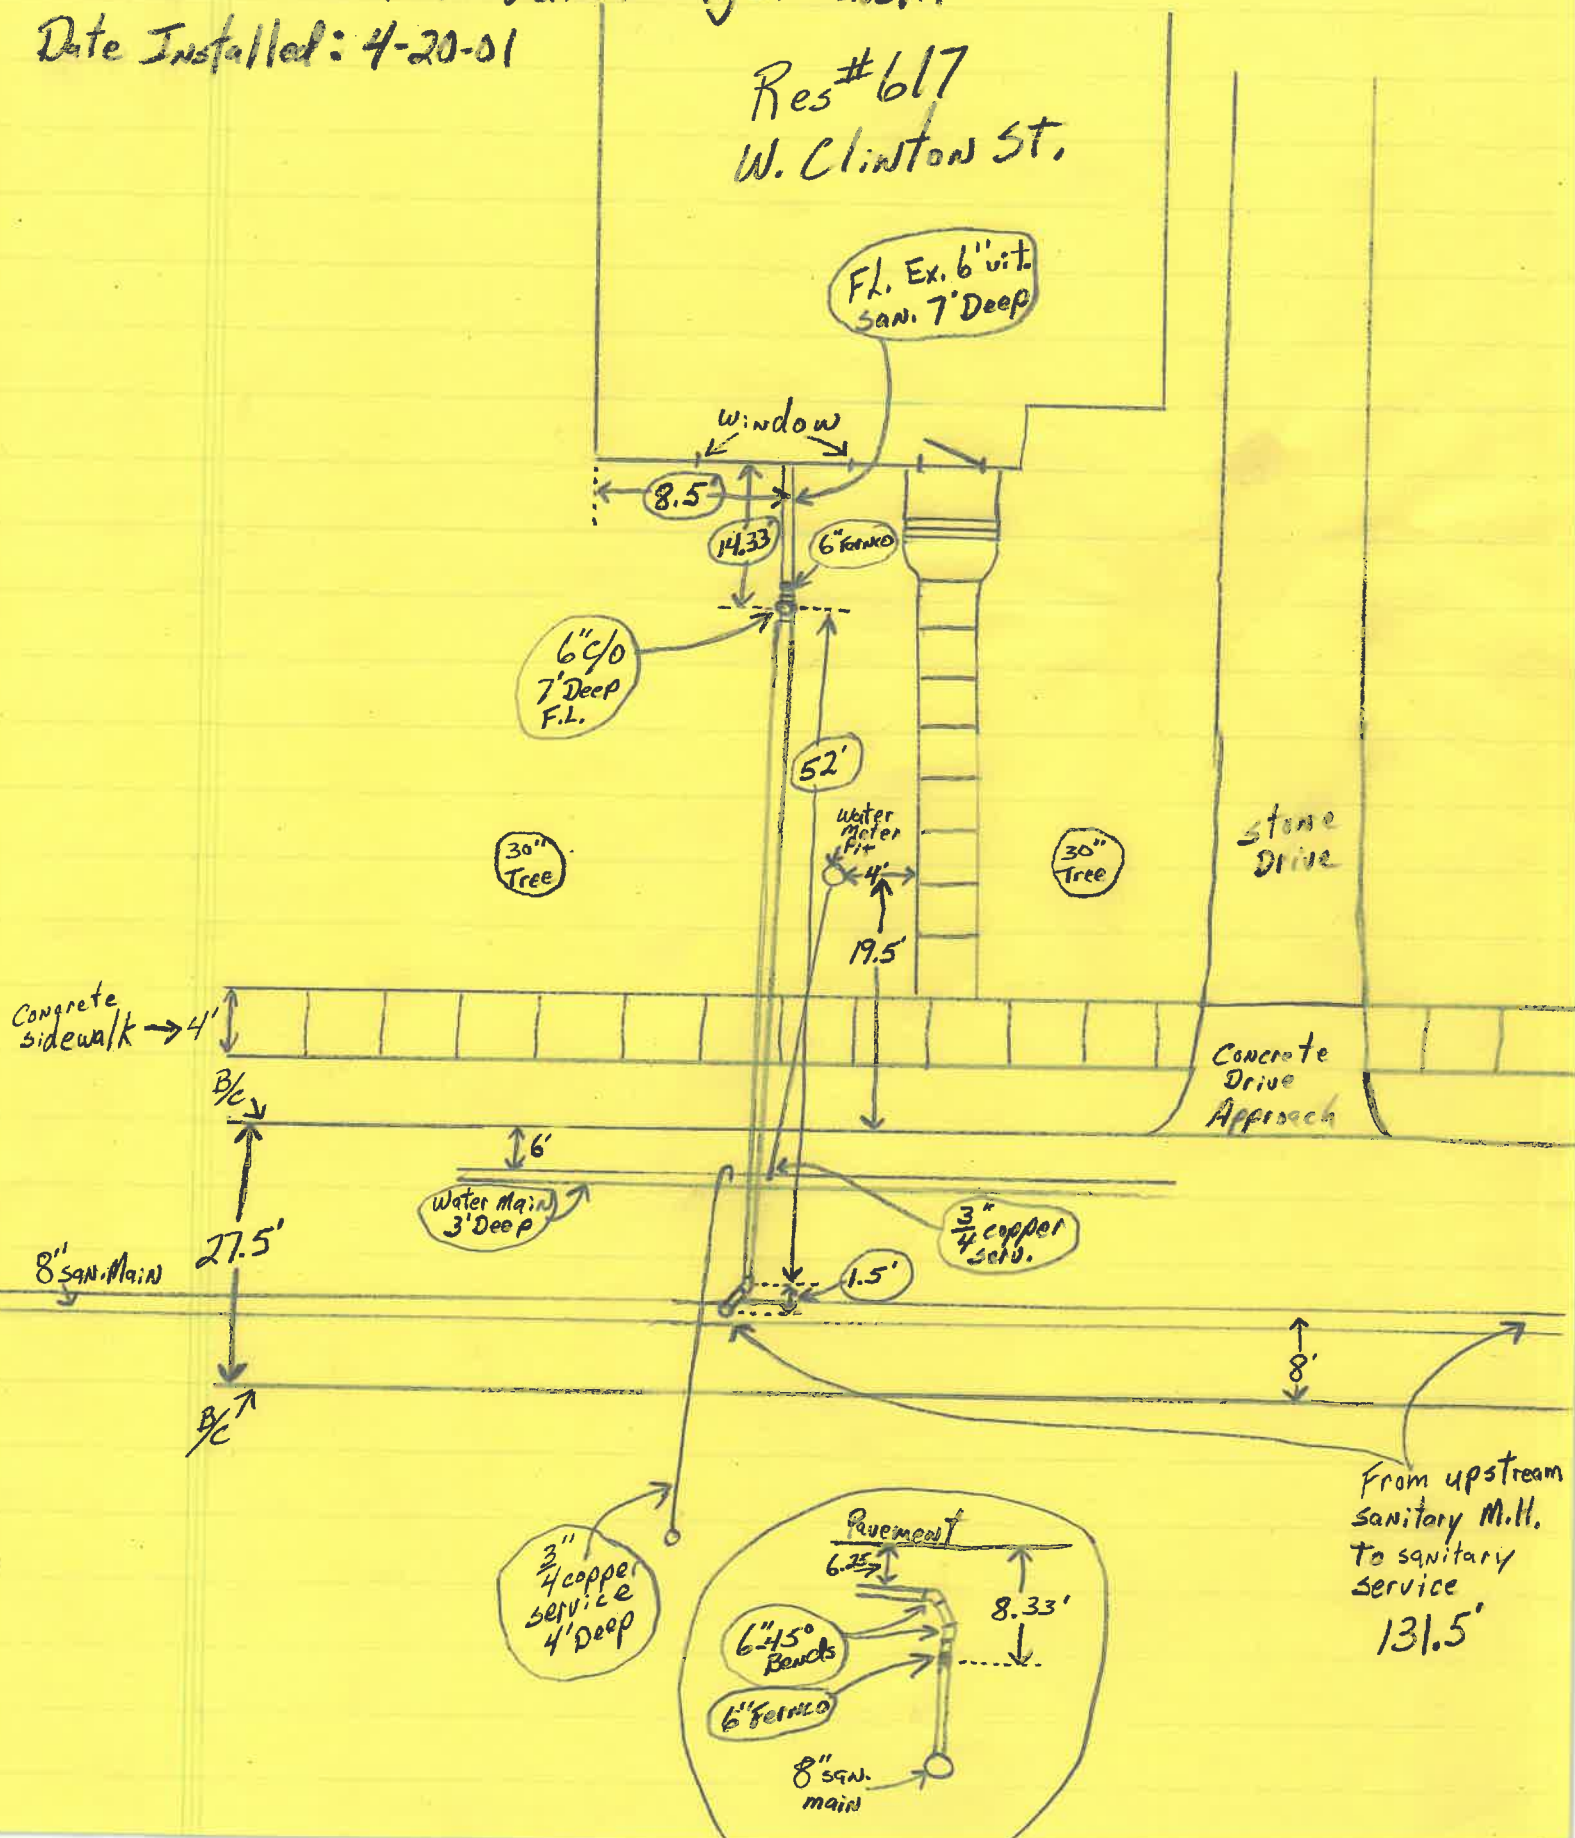 Date Installed: 4-20-01
Res #617
W. Clinton St.
FL. Ex. 6" vit.
san. 7' Deep
window
8.5'
14.33'
6" Fernco
6" c/o
7' Deep
F.L.
52'
Water
Meter
Pit
4'
30"
Tree
30"
Tree
Stone
Drive
19.5'
Concrete
sidewalk → 4'
Concrete
Drive
Approach
B/C
6'
Water Main
3' Deep
3/4" copper
serv.
27.5'
8" san. Main
1.5'
8'
B/C
From upstream
sanitary M.H.
To sanitary
service
131.5'
3/4" copper
service
4' Deep
Pavement
6.25'
8.33'
6"-45°
Bends
6" Fernco
8" san.
main